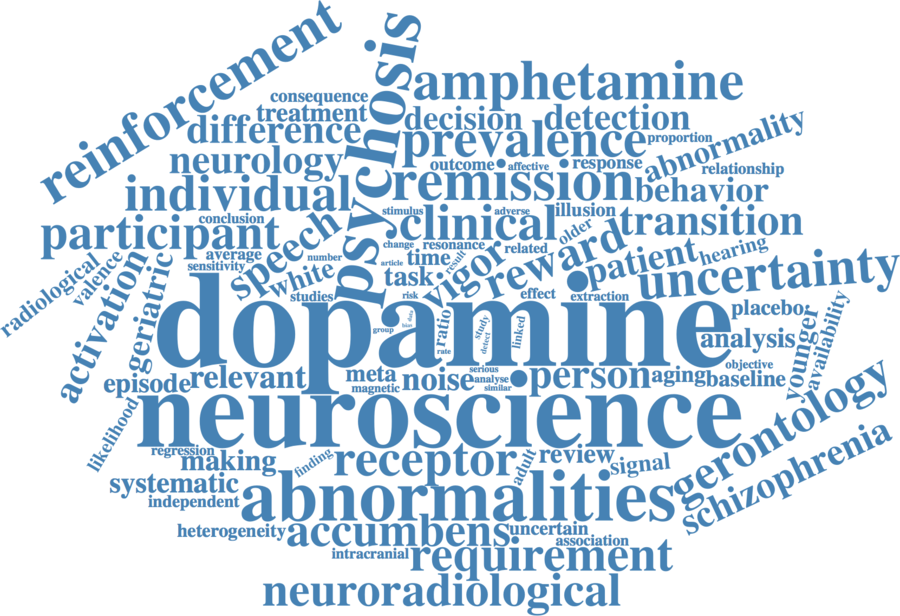 reinforcement
psychosis
amphetamine
consequence
treatment
decision
detection
difference
prevalence
proportion
abnormality
neurology
outcome
affective
response
relationship
individual
remission
behavior
conclusion
stimulus
adverse
illusion
participant
speech
clinical
older
transition
change
resonance
related
average
sensitivity
number
article
time
result
reward
patient
hearing
radiological
valence
activation
geriatric
white
studies
task
risk
vigor
effect
extraction
uncertainty
dopamine
group
bias
data
ratio
rate
study
detect
linked
placebo
analysis
younger
availability
episode
relevant
meta
magnetic
noise
serious
analyse
similar
person
aging
objective
baseline
likelihood
neuroscience
gerontology
regression
making
finding
receptor
adult
review
signal
schizophrenia
systematic
independent
abnormalities
heterogeneity
accumbens
uncertain
association
intracranial
requirement
neuroradiological